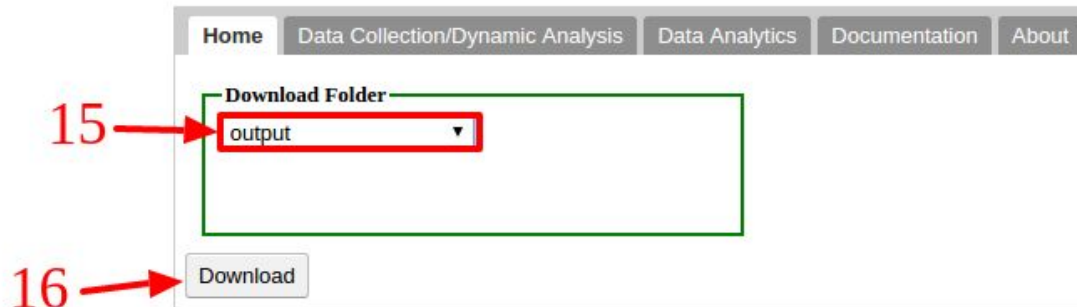 Home Data Collection/Dynamic Analysis Data Analytics Documentation About
Download Folder
15
output
Download
16